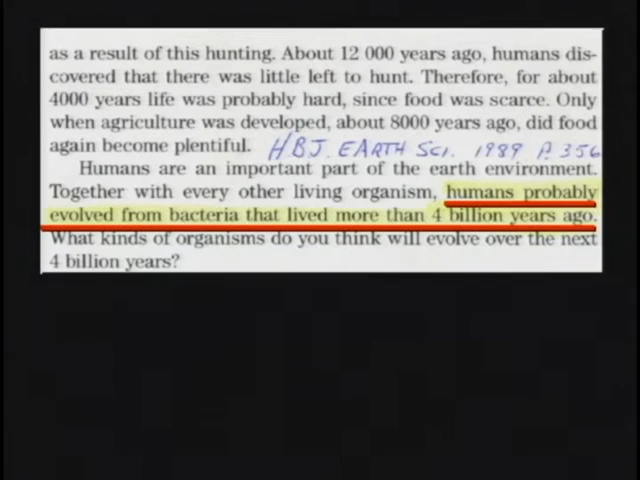 as a result of this hunting. About 12 000 years ago, humans dis-
covered that there was little left to hunt. Therefore, for about
4000 years life was probably hard, since food was scarce. Only
when agriculture was developed, about 8000 years ago, did food
again become plentiful. HBJ. EARTH Sci. 1989 P. 356
Humans are an important part of the earth environment.
Together with every other living organism, humans probably
evolved from bacteria that lived more than 4 billion years ago.
What kinds of organisms do you think will evolve over the next
4 billion years?